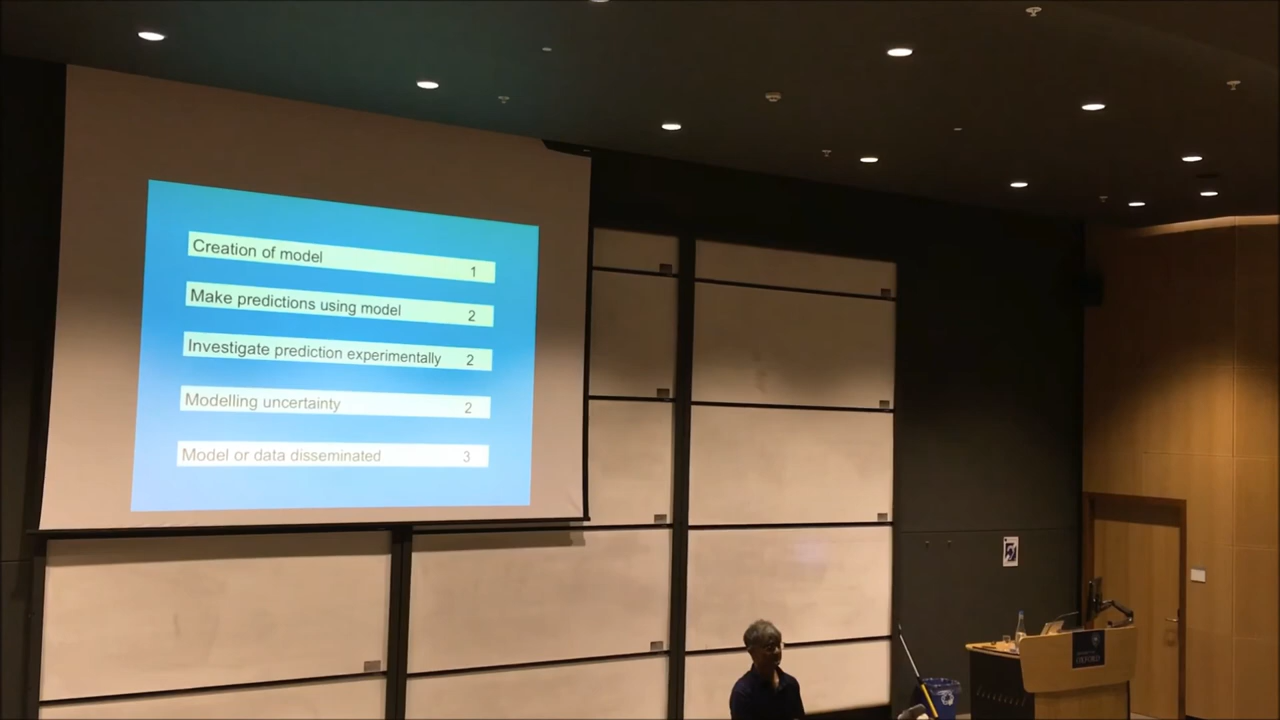 Creation of model 1
Make predictions using model 2
Investigate prediction experimentally 2
Modelling uncertainty 2
Model or data disseminated 3
OXFORD